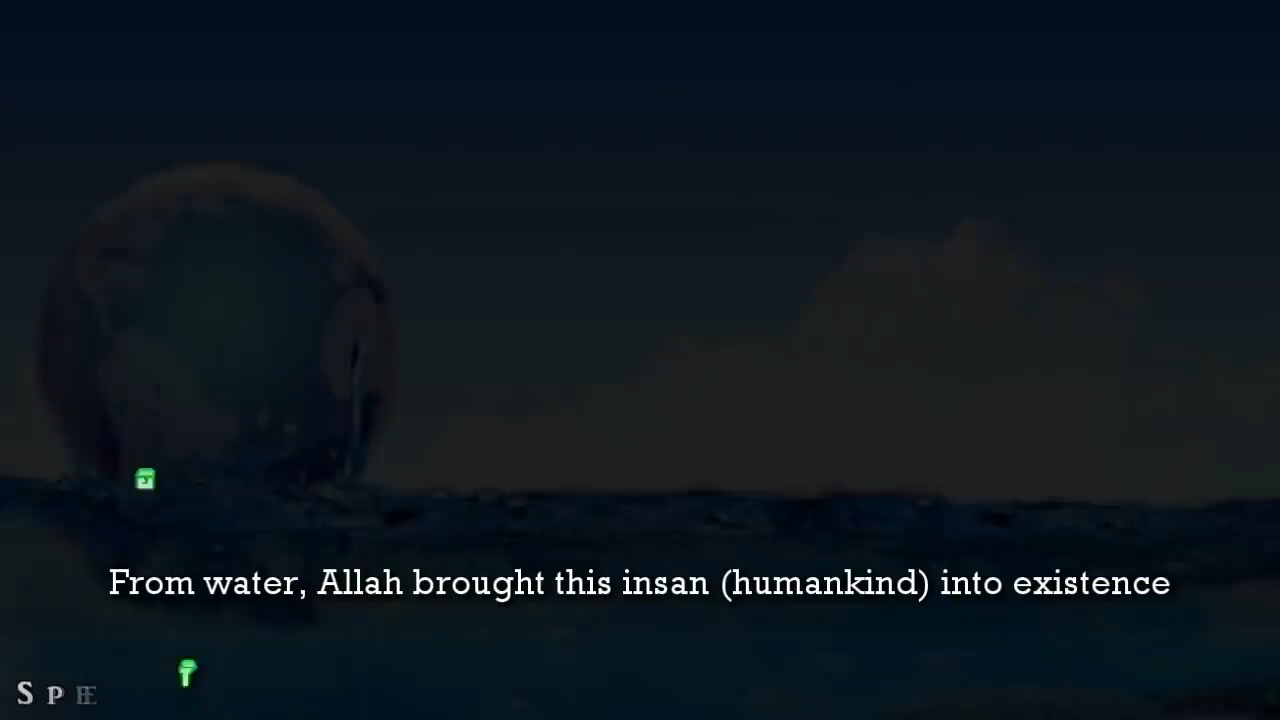 From water, Allah brought this insan (humankind) into existence
S P E